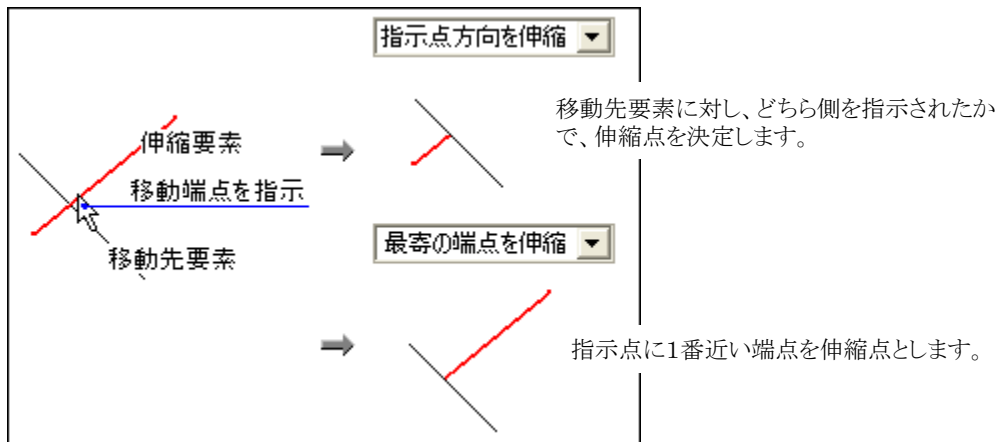 指示点方向を伸縮
移動先要素に対し、どちら側を指示されたか
で、伸縮点を決定します。
伸縮要素
移動端点を指示
移動先要素
最寄の端点を伸縮
指示点に1番近い端点を伸縮点とします。